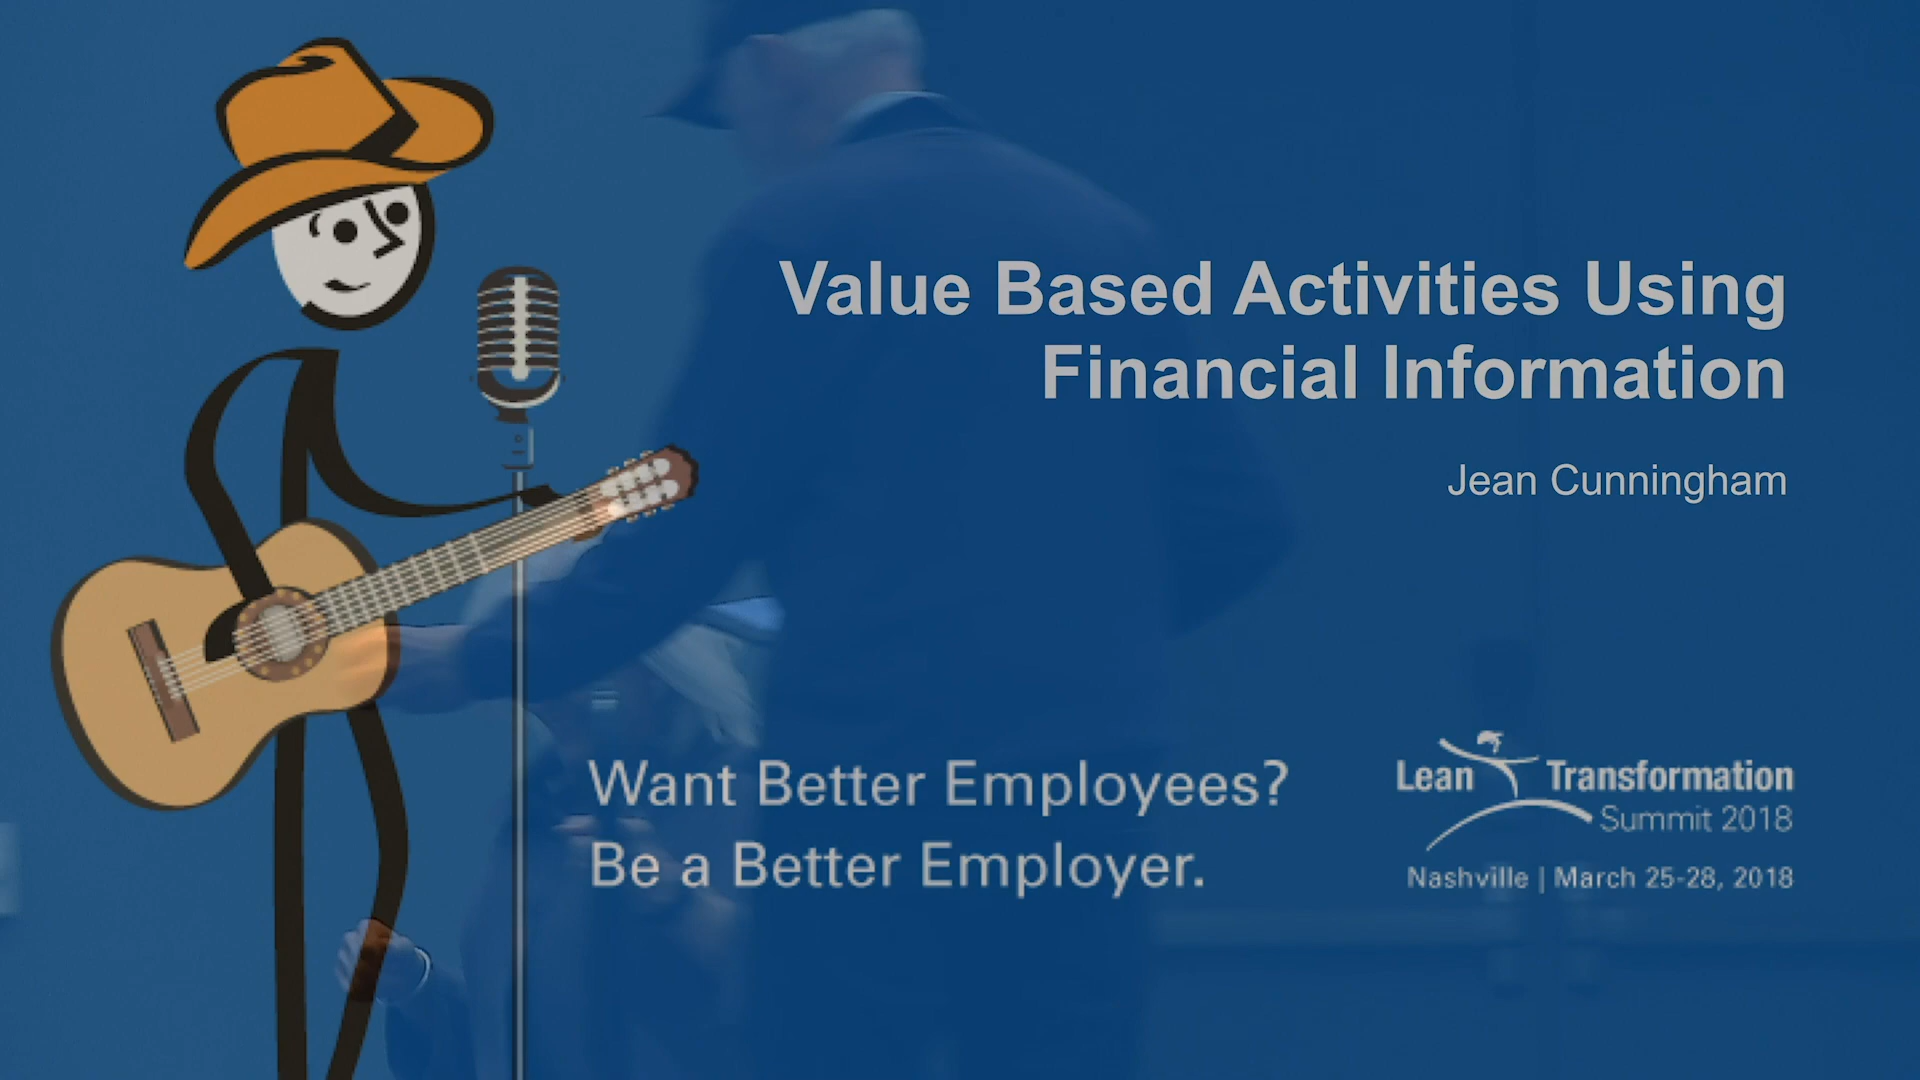 Value Based Activities Using
Financial Information
Jean Cunningham
Want Better Employees?
Be a Better Employer.
Lean Transformation
Summit 2018
Nashville | March 25-28, 2018